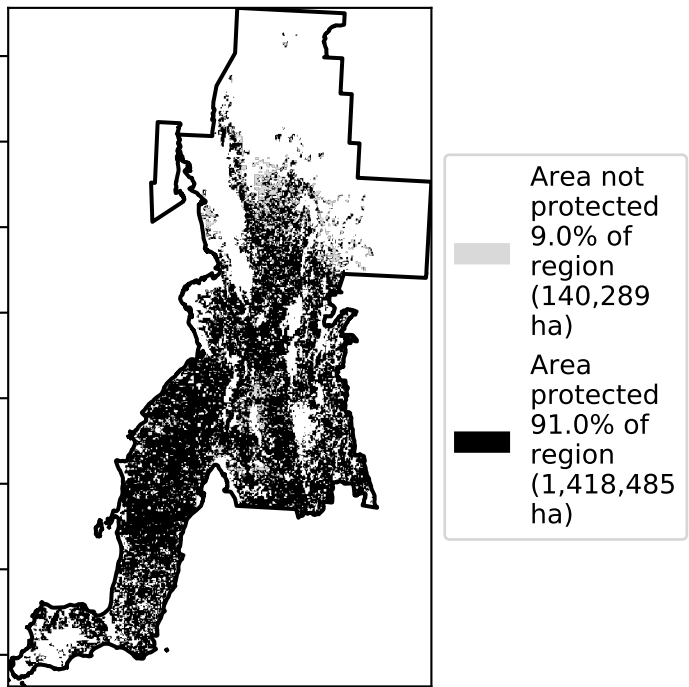 Area not
protected
9.0% of
region
(140,289
ha)
Area
protected
91.0% of
region
(1,418,485
ha)